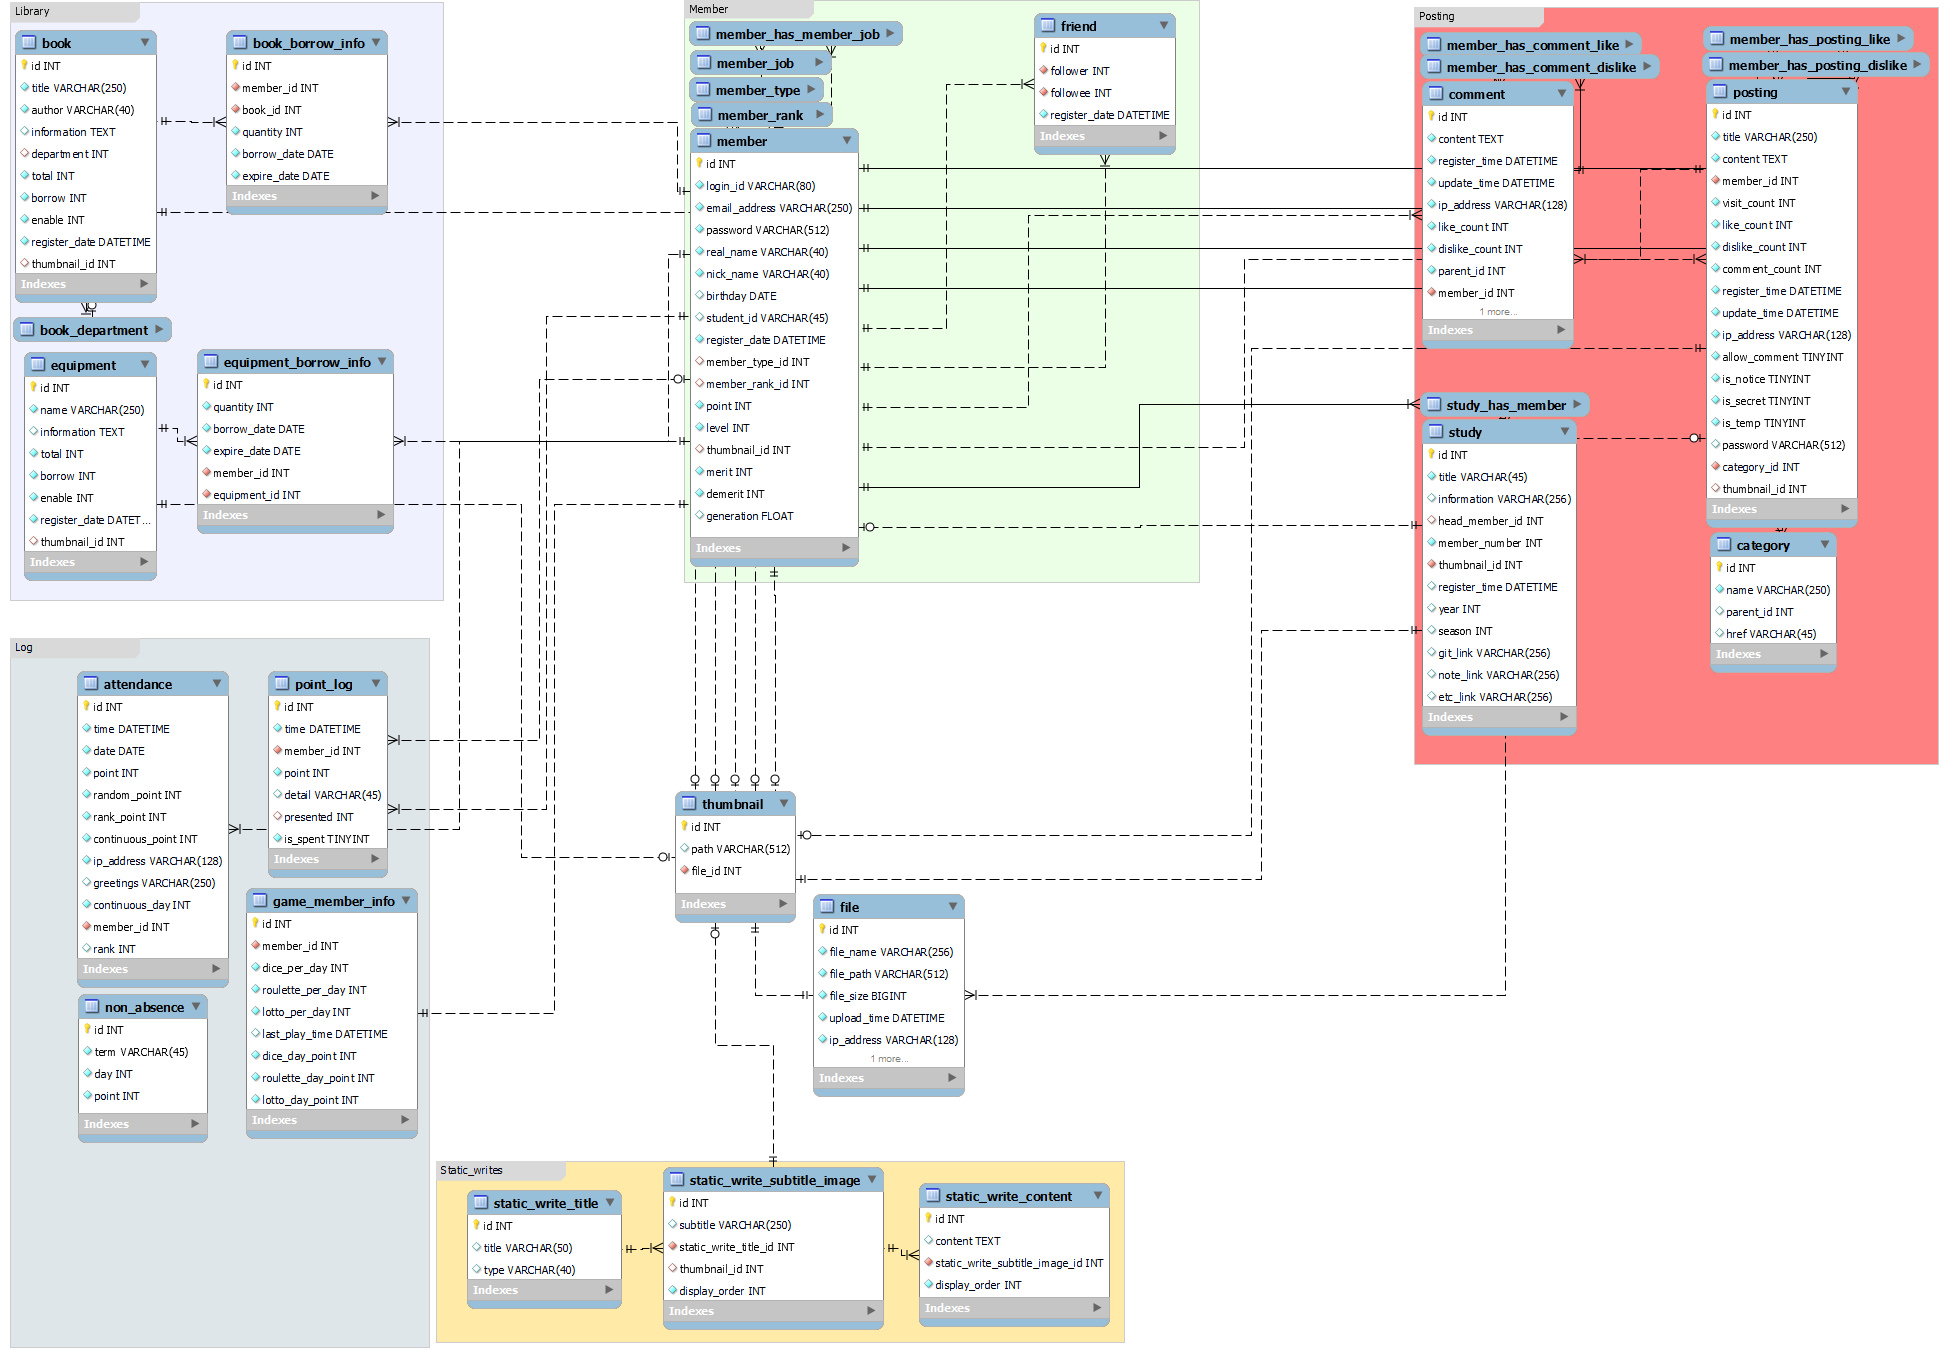 Library
book
id INT
title VARCHAR(250)
author VARCHAR(40)
information TEXT
department INT
total INT
borrow INT
enable INT
register_date DATETIME
thumbnail_id INT
Indexes
book_borrow_info
id INT
member_id INT
book_id INT
quantity INT
borrow_date DATE
expire_date DATE
Indexes
book_department
equipment
id INT
name VARCHAR(250)
information TEXT
total INT
borrow INT
enable INT
register_date DATET...
thumbnail_id INT
Indexes
equipment_borrow_info
id INT
quantity INT
borrow_date DATE
expire_date DATE
member_id INT
equipment_id INT
Indexes
Member
member_has_member_job
member_job
member_type
member_rank
member
id INT
login_id VARCHAR(80)
email_address VARCHAR(250)
password VARCHAR(512)
real_name VARCHAR(40)
nick_name VARCHAR(40)
birthday DATE
student_id VARCHAR(45)
register_date DATETIME
member_type_id INT
member_rank_id INT
point INT
level INT
thumbnail_id INT
merit INT
demerit INT
generation FLOAT
Indexes
friend
id INT
follower INT
followee INT
register_date DATETIME
Indexes
Posting
member_has_comment_like
member_has_comment_dislike
comment
id INT
content TEXT
register_time DATETIME
update_time DATETIME
ip_address VARCHAR(128)
like_count INT
dislike_count INT
parent_id INT
member_id INT
1 more...
Indexes
member_has_posting_like
member_has_posting_dislike
posting
id INT
title VARCHAR(250)
content TEXT
member_id INT
visit_count INT
like_count INT
dislike_count INT
comment_count INT
register_time DATETIME
update_time DATETIME
ip_address VARCHAR(128)
allow_comment TINYINT
is_notice TINYINT
is_secret TINYINT
is_temp TINYINT
password VARCHAR(512)
category_id INT
thumbnail_id INT
Indexes
study_has_member
study
id INT
title VARCHAR(45)
information VARCHAR(256)
head_member_id INT
member_number INT
thumbnail_id INT
register_time DATETIME
year INT
season INT
git_link VARCHAR(256)
note_link VARCHAR(256)
etc_link VARCHAR(256)
Indexes
category
id INT
name VARCHAR(250)
parent_id INT
href VARCHAR(45)
Indexes
Log
attendance
id INT
time DATETIME
date DATE
point INT
random_point INT
rank_point INT
continuous_point INT
ip_address VARCHAR(128)
greetings VARCHAR(250)
continuous_day INT
member_id INT
rank INT
Indexes
point_log
id INT
time DATETIME
member_id INT
point INT
detail VARCHAR(45)
presented INT
is_spent TINYINT
Indexes
game_member_info
id INT
member_id INT
dice_per_day INT
roulette_per_day INT
lotto_per_day INT
last_play_time DATETIME
dice_day_point INT
roulette_day_point INT
lotto_day_point INT
Indexes
non_absence
id INT
term VARCHAR(45)
day INT
point INT
Indexes
thumbnail
id INT
path VARCHAR(512)
file_id INT
Indexes
file
id INT
file_name VARCHAR(256)
file_path VARCHAR(512)
file_size BIGINT
upload_time DATETIME
ip_address VARCHAR(128)
1 more...
Indexes
Static_writes
static_write_title
id INT
title VARCHAR(50)
type VARCHAR(40)
Indexes
static_write_subtitle_image
id INT
subtitle VARCHAR(250)
static_write_title_id INT
thumbnail_id INT
display_order INT
Indexes
static_write_content
id INT
content TEXT
static_write_subtitle_image_id INT
display_order INT
Indexes